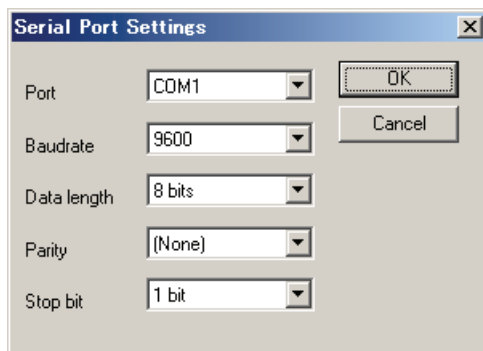 Serial Port Settings
Port COM1
OK
Baudrate 9600
Cancel
Data length 8 bits
Parity (None)
Stop bit 1 bit